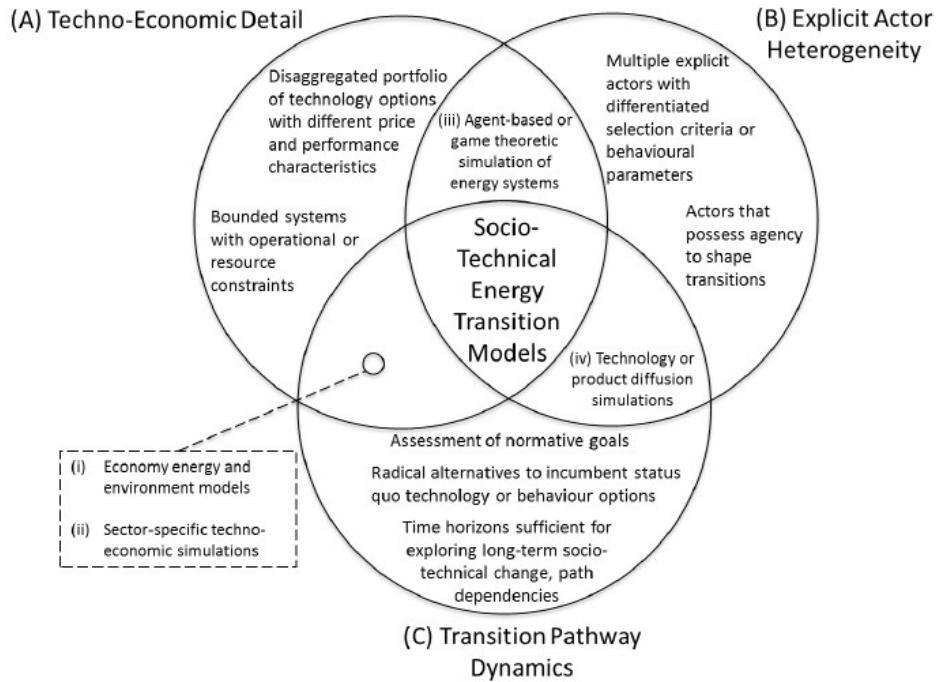 (A) Techno-Economic Detail
(B) Explicit Actor
Heterogeneity
Disaggregated portfolio
of technology options
with different price
and performance
characteristics
Bounded systems
with operational or
resource
constraints
(iii) Agent-based or
game theoretic
simulation of
energy systems
Multiple explicit
actors with
differentiated
selection criteria or
behavioural
parameters
Actors that
possess agency
to shape
transitions
Socio-
Technical
Energy
Transition
Models
(iv) Technology or
product diffusion
simulations
(i) Economy energy and
environment models
(ii) Sector-specific techno-
economic simulations
Assessment of normative goals
Radical alternatives to incumbent status
quo technology or behaviour options
Time horizons sufficient for
exploring long-term socio-
technical change, path
dependencies
(C) Transition Pathway
Dynamics